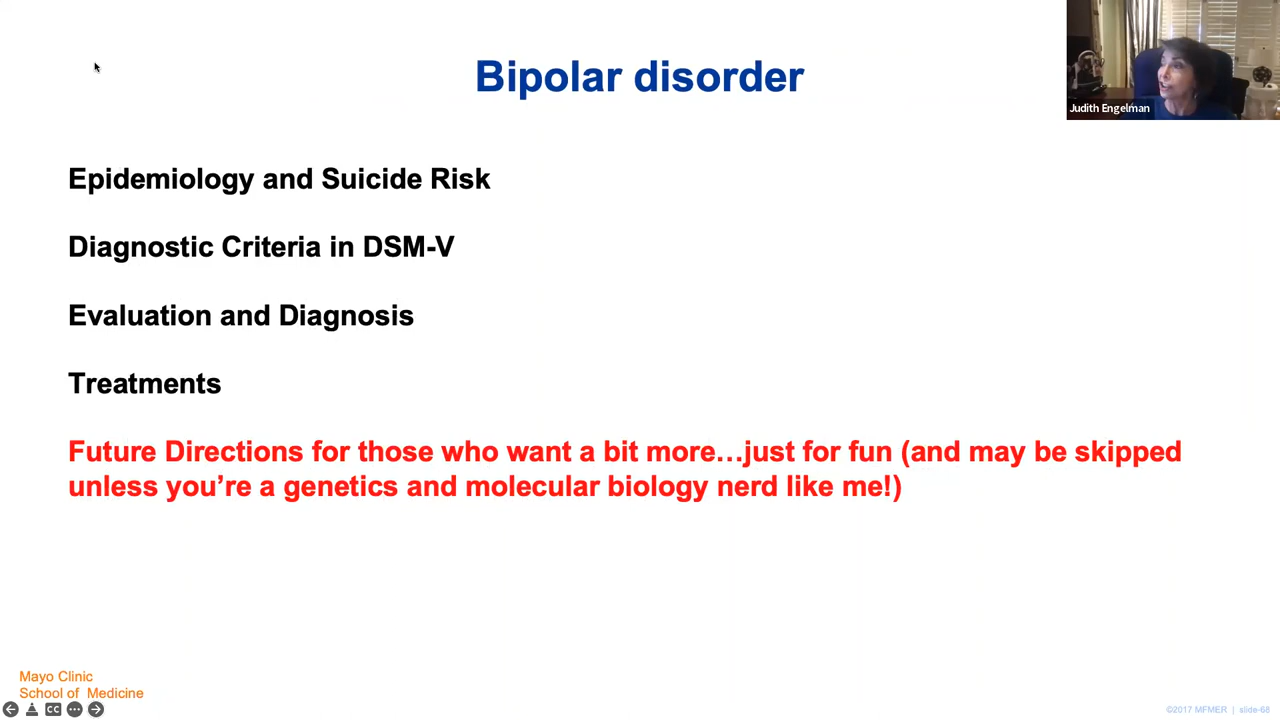 Bipolar disorder
Judith Engelman
Epidemiology and Suicide Risk
Diagnostic Criteria in DSM-V
Evaluation and Diagnosis
Treatments
Future Directions for those who want a bit more…just for fun (and may be skipped
unless you’re a genetics and molecular biology nerd like me!)
Mayo Clinic
School of Medicine
CC
©2017 MFMER | slide-68